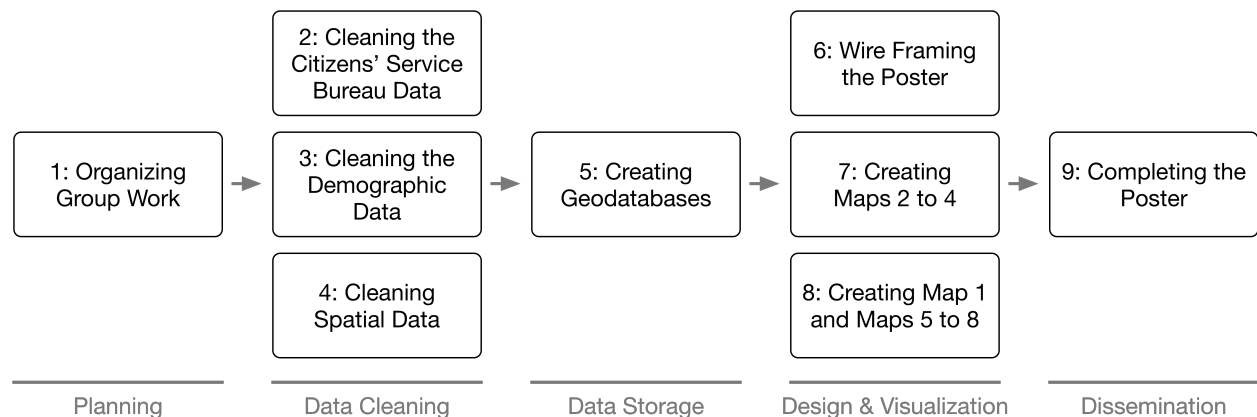 1: Organizing
Group Work
2: Cleaning the
Citizens’ Service
Bureau Data
3: Cleaning the
Demographic
Data
4: Cleaning
Spatial Data
5: Creating
Geodatabases
6: Wire Framing
the Poster
7: Creating
Maps 2 to 4
8: Creating Map 1
and Maps 5 to 8
9: Completing the
Poster
Planning
Data Cleaning
Data Storage
Design & Visualization
Dissemination